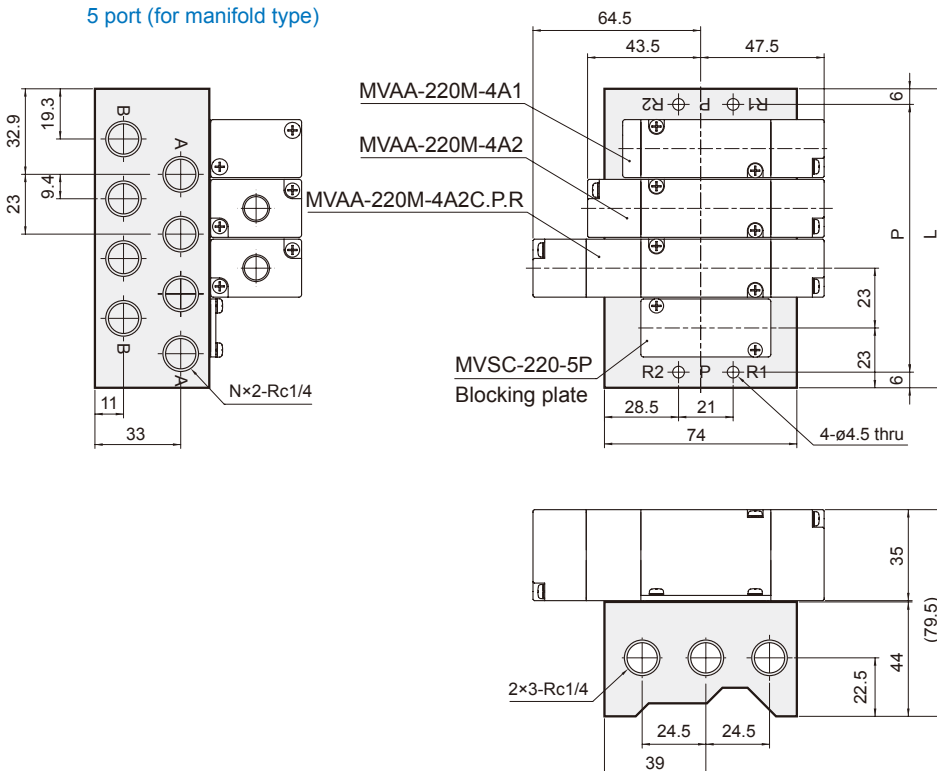 5 port (for manifold type)
64.5
43.5
47.5
32.9
19.3
23
9.4
B
A
B
A
11
33
N×2-Rc1/4
MVAA-220M-4A1
MVAA-220M-4A2
MVAA-220M-4A2C.P.R
MVSC-220-5P
Blocking plate
R2 P R1
R2 P R1
6
P
L
23
23
6
28.5
21
74
4-ø4.5 thru
35
44
(79.5)
22.5
2×3-Rc1/4
24.5
24.5
39